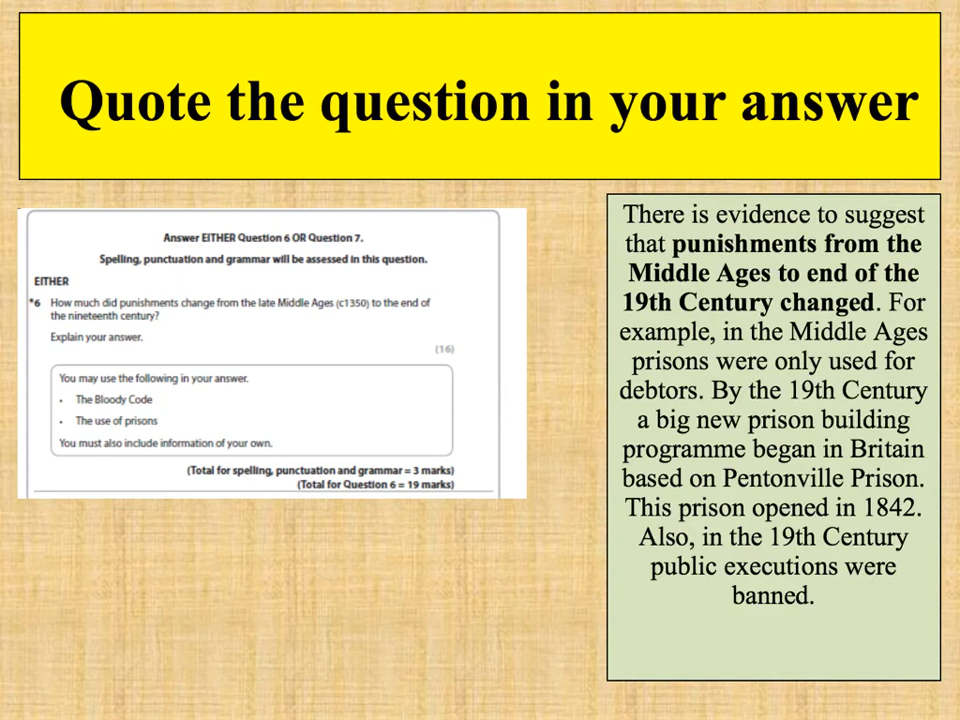 Quote the question in your answer
Answer EITHER Question 6 OR Question 7.
Spelling, punctuation and grammar will be assessed in this question.
EITHER
*6 How much did punishments change from the late Middle Ages (c1350) to the end of
the nineteenth century?
Explain your answer.
(16)
You may use the following in your answer.
• The Bloody Code
• The use of prisons
You must also include information of your own.
(Total for spelling, punctuation and grammar = 3 marks)
(Total for Question 6 = 19 marks)
There is evidence to suggest
that punishments from the
Middle Ages to end of the
19th Century changed. For
example, in the Middle Ages
prisons were only used for
debtors. By the 19th Century
a big new prison building
programme began in Britain
based on Pentonville Prison.
This prison opened in 1842.
Also, in the 19th Century
public executions were
banned.